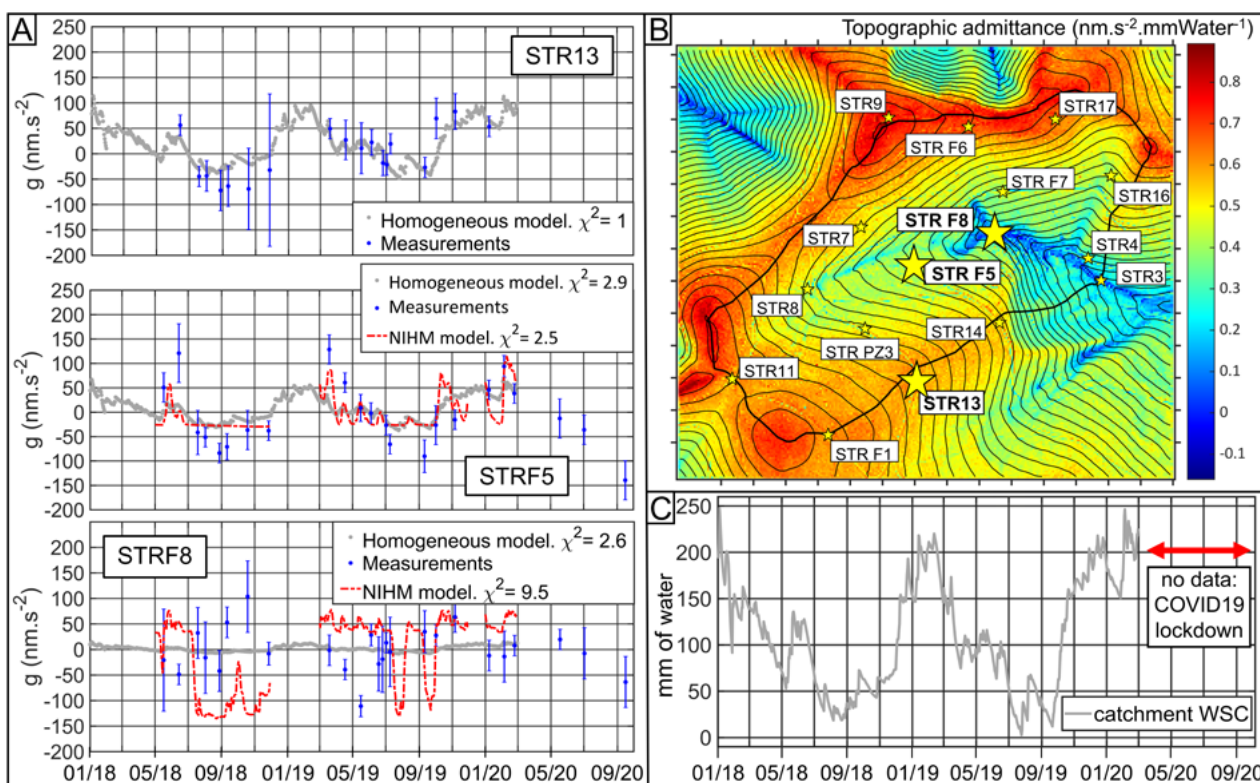 A
STR13
250
200
150
100
50
0
-50
-100
-150
-200
g (nm.s⁻²)
Homogeneous model. χ²= 1
Measurements
STRF5
250
200
150
100
50
0
-50
-100
-150
-200
g (nm.s⁻²)
Homogeneous model. χ²= 2.9
Measurements
NIHM model. χ²= 2.5
STRF8
250
200
150
100
50
0
-50
-100
-150
-200
g (nm.s⁻²)
Homogeneous model. χ²= 2.6
Measurements
NIHM model. χ²= 9.5
01/18 05/18 09/18 01/19 05/19 09/19 01/20 05/20 09/20
B
Topographic admittance (nm.s⁻².mmWater⁻¹)
STR9
STR17
STR F6
STR F7
STR16
STR F8
STR7
STR4
STR F5
STR3
STR8
STR14
STR PZ3
STR11
STR13
STR F1
0.8
0.7
0.6
0.5
0.4
0.3
0.2
0.1
0
-0.1
C
250
200
150
100
50
0
mm of water
no data:
COVID19
lockdown
catchment WSC
01/18 05/18 09/18 01/19 05/19 09/19 01/20 05/20 09/20